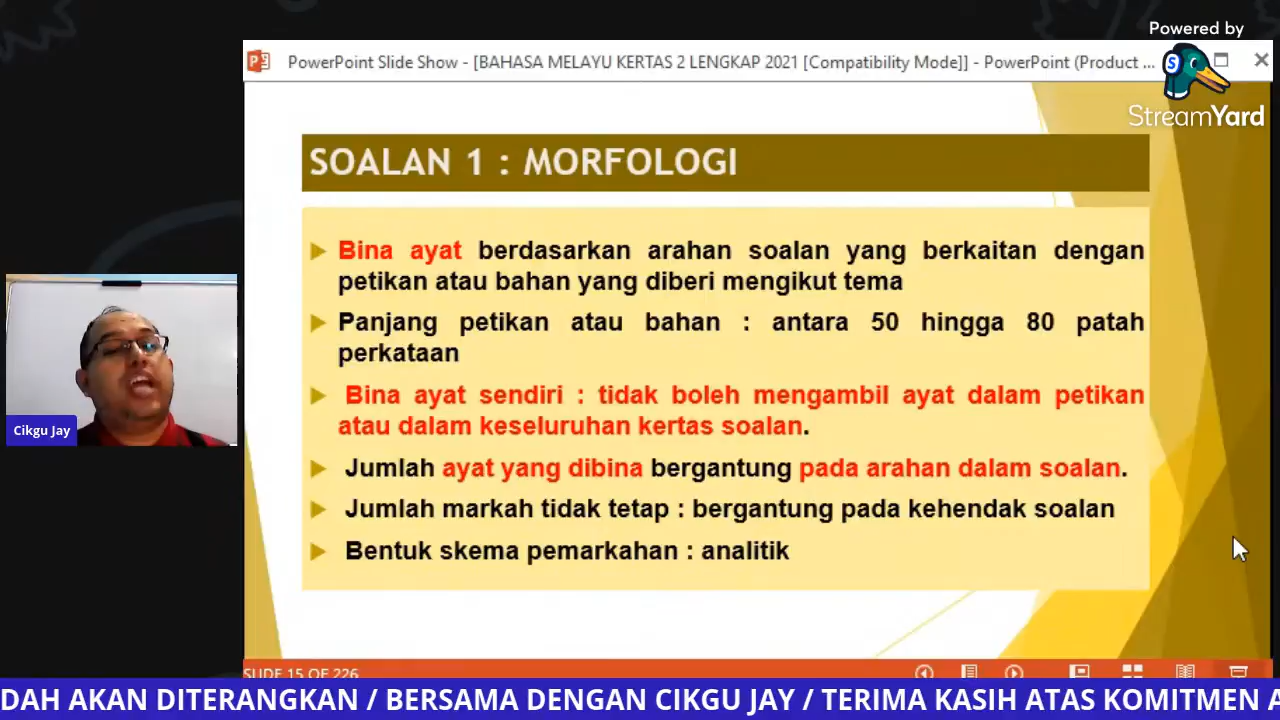 Powered by
PowerPoint Slide Show - [BAHASA MELAYU KERTAS 2 LENGKAP 2021 [Compatibility Mode]] - PowerPoint (Product ...
StreamYard
SOALAN 1 : MORFOLOGI
Bina ayat berdasarkan arahan soalan yang berkaitan dengan
petikan atau bahan yang diberi mengikut tema
Panjang petikan atau bahan : antara 50 hingga 80 patah
perkataan
Bina ayat sendiri : tidak boleh mengambil ayat dalam petikan
atau dalam keseluruhan kertas soalan.
Jumlah ayat yang dibina bergantung pada arahan dalam soalan.
Jumlah markah tidak tetap : bergantung pada kehendak soalan
Bentuk skema pemarkahan : analitik
Cikgu Jay
SLIDE 15 OF 226
DAH AKAN DITERANGKAN / BERSAMA DENGAN CIKGU JAY / TERIMA KASIH ATAS KOMITMEN A